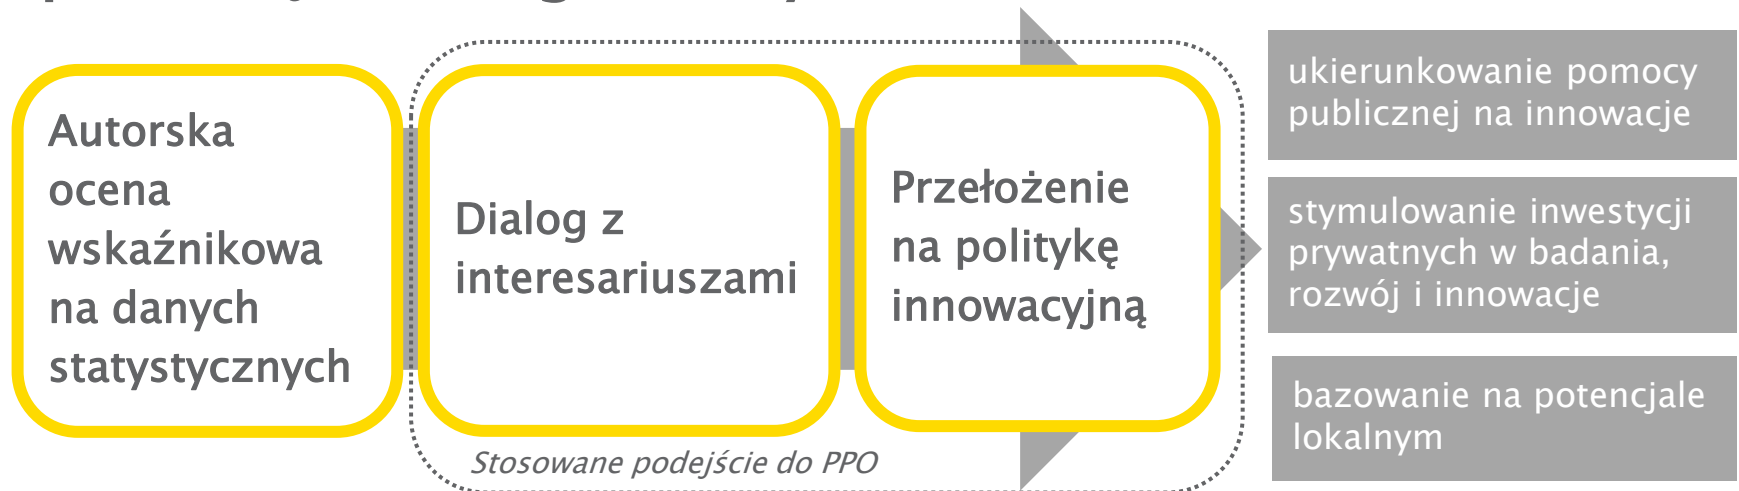 Autorska
ocena
wskaźnikowa
na danych
statystycznych
Dialog z
interesariuszami
Przełożenie
na politykę
innowacyjną
Stosowane podejście do PPO
ukierunkowanie pomocy
publicznej na innowacje
stymulowanie inwestycji
prywatnych w badania,
rozwój i innowacje
bazowanie na potencjale
lokalnym